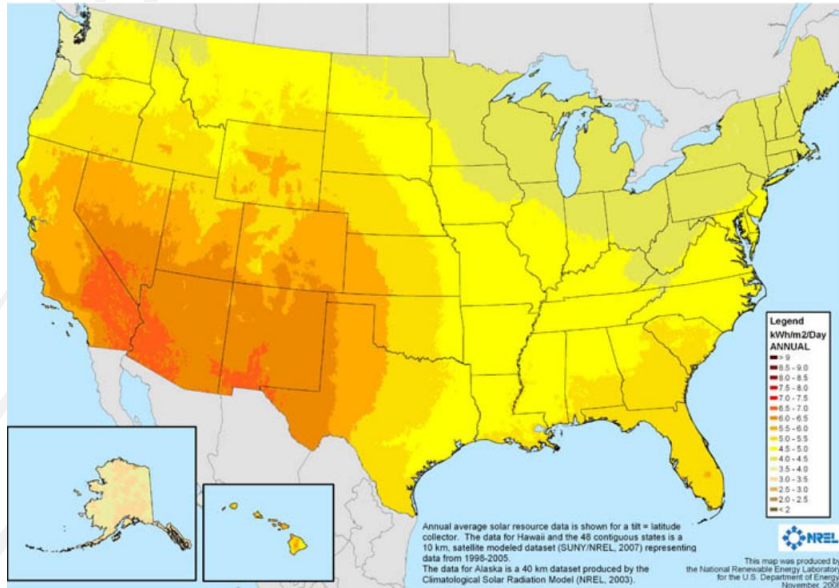 Legend
kWh/m2/Day
ANNUAL
> 9
8.5 - 9.0
8.0 - 8.5
7.5 - 8.0
7.0 - 7.5
6.5 - 7.0
6.0 - 6.5
5.5 - 6.0
5.0 - 5.5
4.5 - 5.0
4.0 - 4.5
3.5 - 4.0
3.0 - 3.5
2.5 - 3.0
2.0 - 2.5
< 2
Annual average solar resource data is shown for a tilt = latitude
collector. The data for Hawaii and the 48 contiguous states is a
10 km, satellite modeled dataset (SUNY/NREL, 2007) representing
data from 1998-2005.
The data for Alaska is a 40 km dataset produced by the
Climatological Solar Radiation Model (NREL, 2003).
NREL
This map was produced by
the National Renewable Energy Laborator
for the U.S. Department of Energ
November, 200